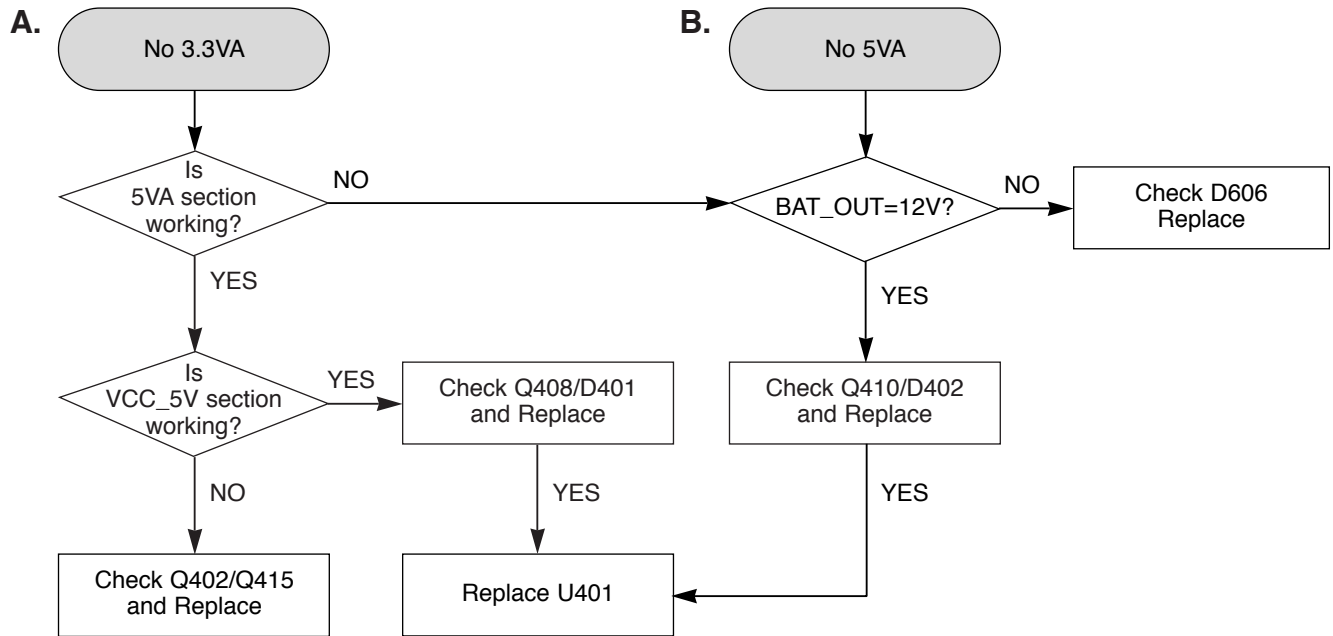 A.
No 3.3VA
B.
No 5VA
Is
5VA section
working?
NO
BAT_OUT=12V?
NO
Check D606
Replace
YES
YES
Is
VCC_5V section
working?
YES
Check Q408/D401
and Replace
Check Q410/D402
and Replace
NO
YES
YES
Check Q402/Q415
and Replace
Replace U401